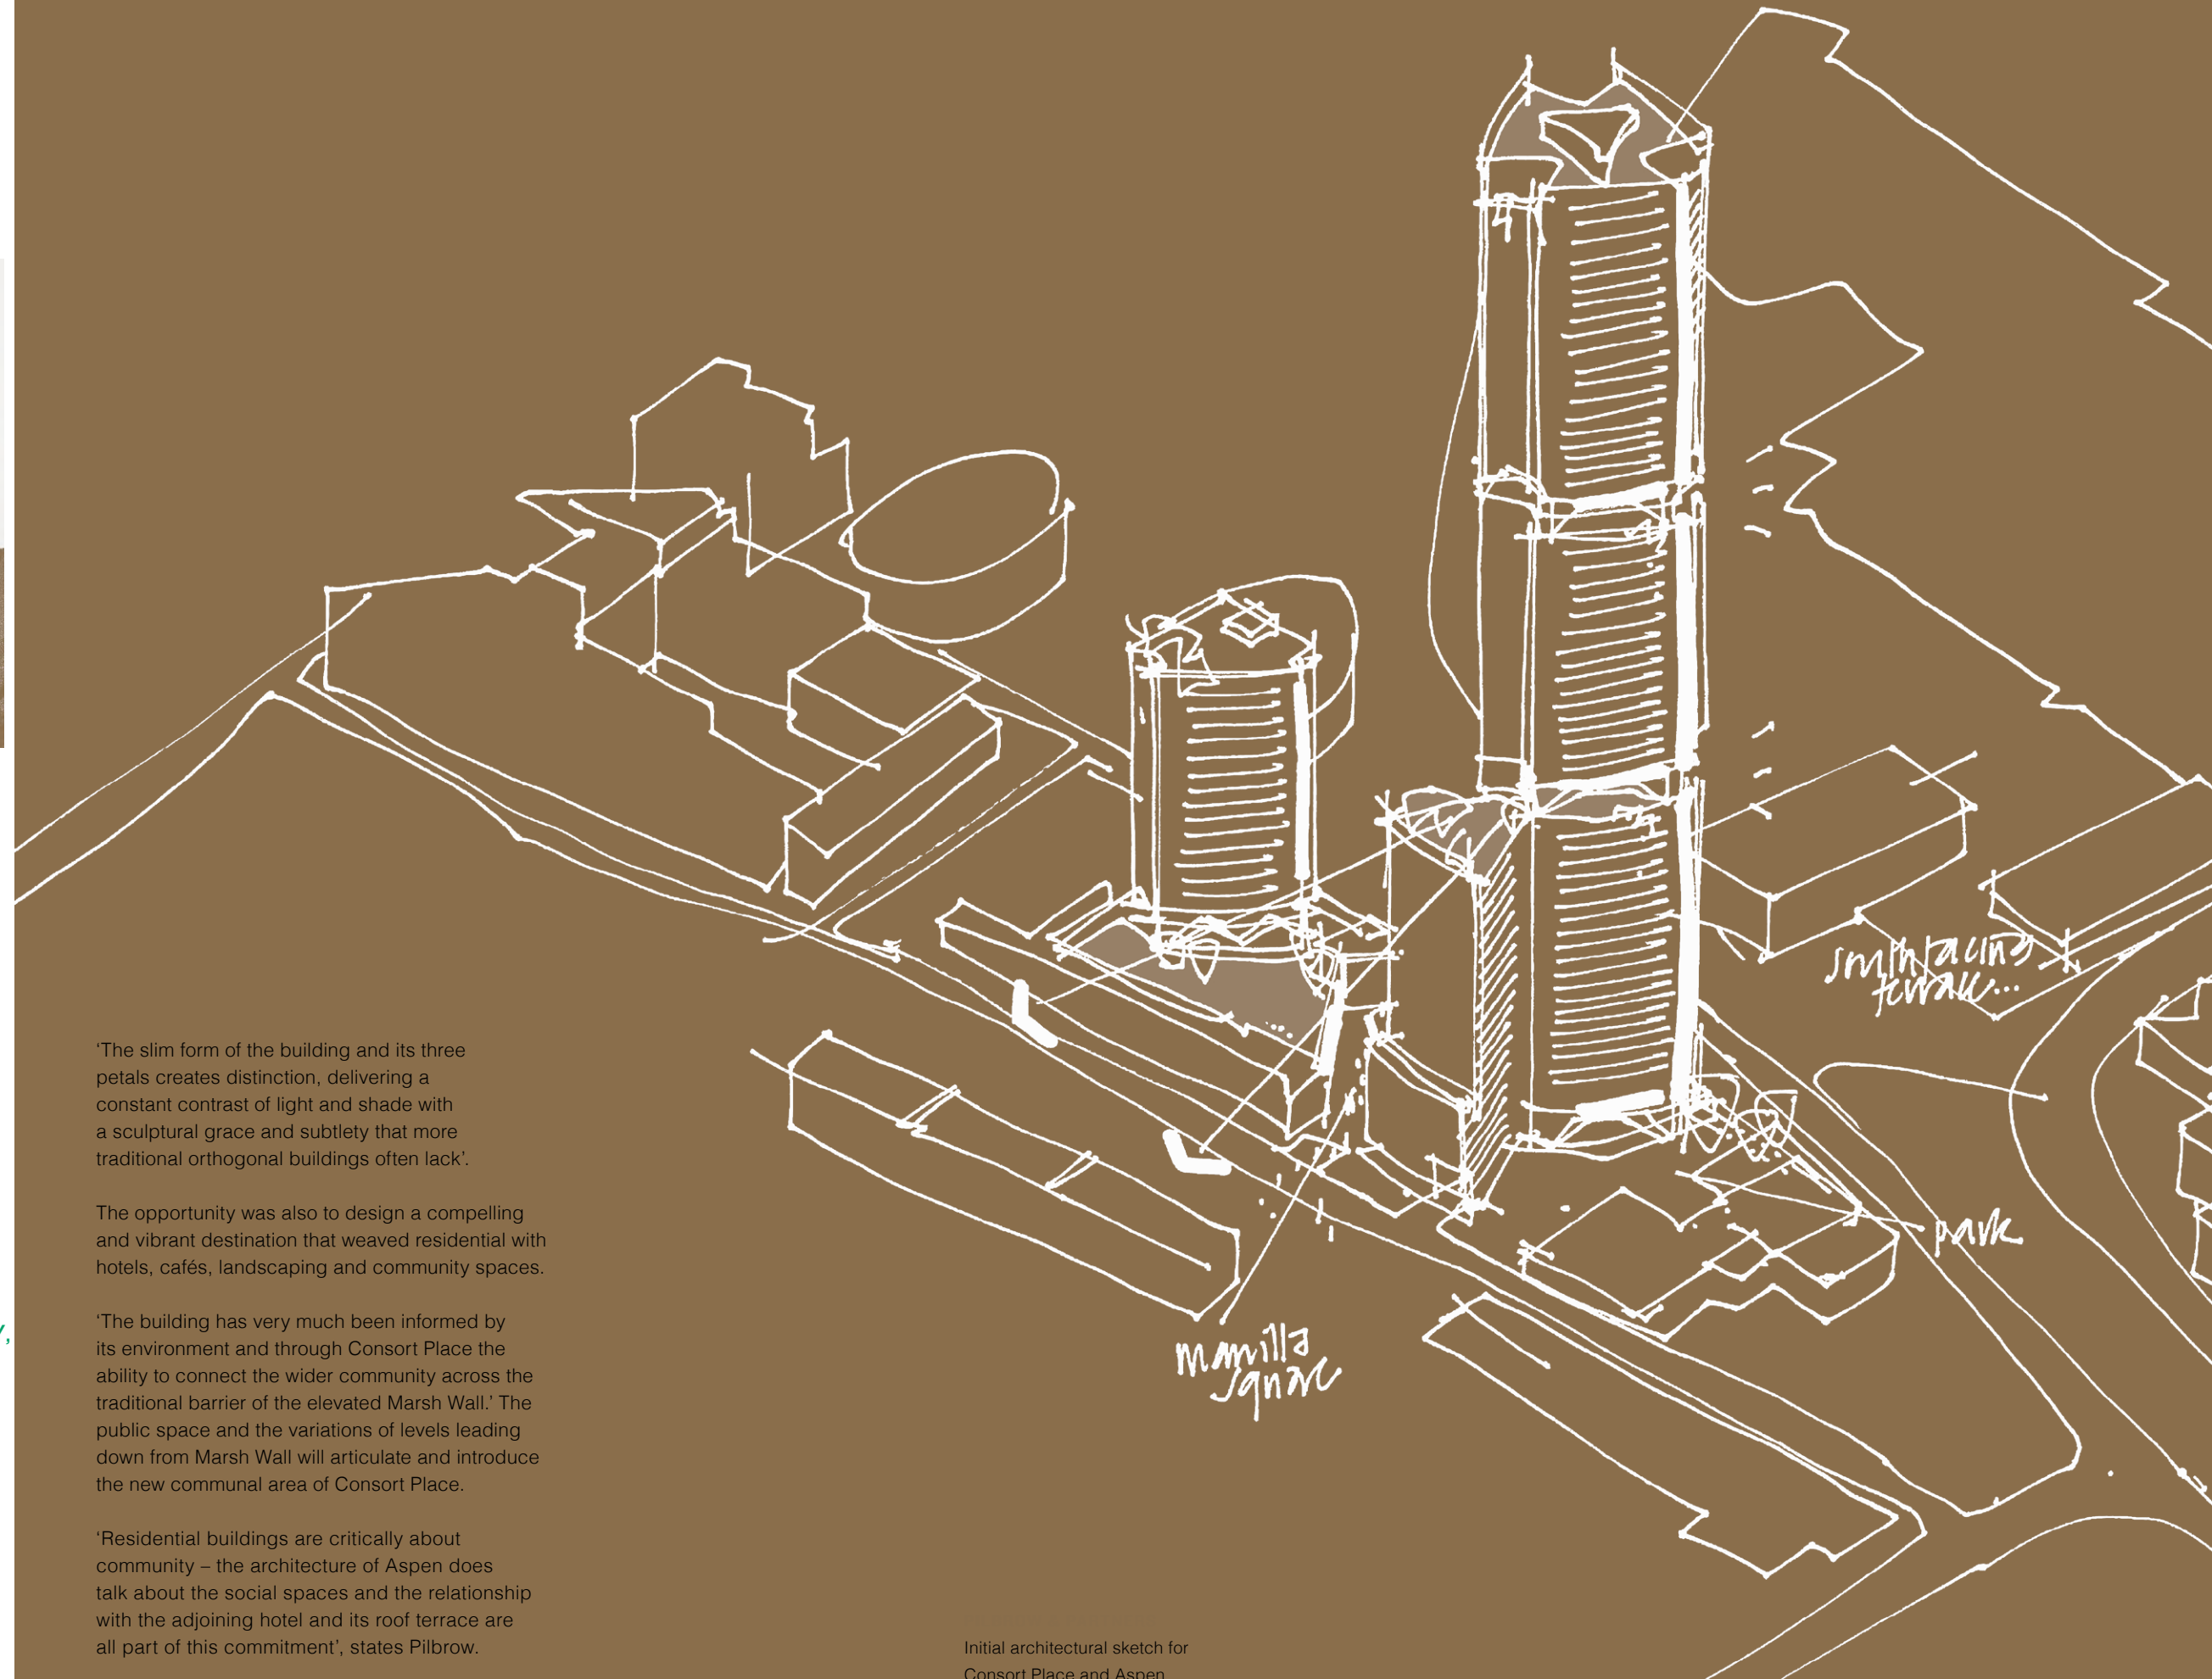 ‘The slim form of the building and its three
petals creates distinction, delivering a
constant contrast of light and shade with
a sculptural grace and subtlety that more
traditional orthogonal buildings often lack’.
The opportunity was also to design a compelling
and vibrant destination that weaved residential with
hotels, cafés, landscaping and community spaces.
‘The building has very much been informed by
its environment and through Consort Place the
ability to connect the wider community across the
traditional barrier of the elevated Marsh Wall.’ The
public space and the variations of levels leading
down from Marsh Wall will articulate and introduce
the new communal area of Consort Place.
‘Residential buildings are critically about
community – the architecture of Aspen does
talk about the social spaces and the relationship
with the adjoining hotel and its roof terrace are
all part of this commitment’, states Pilbrow.
south facing
terrace...
park
manilla
square
Initial architectural sketch for
Consort Place and Aspen